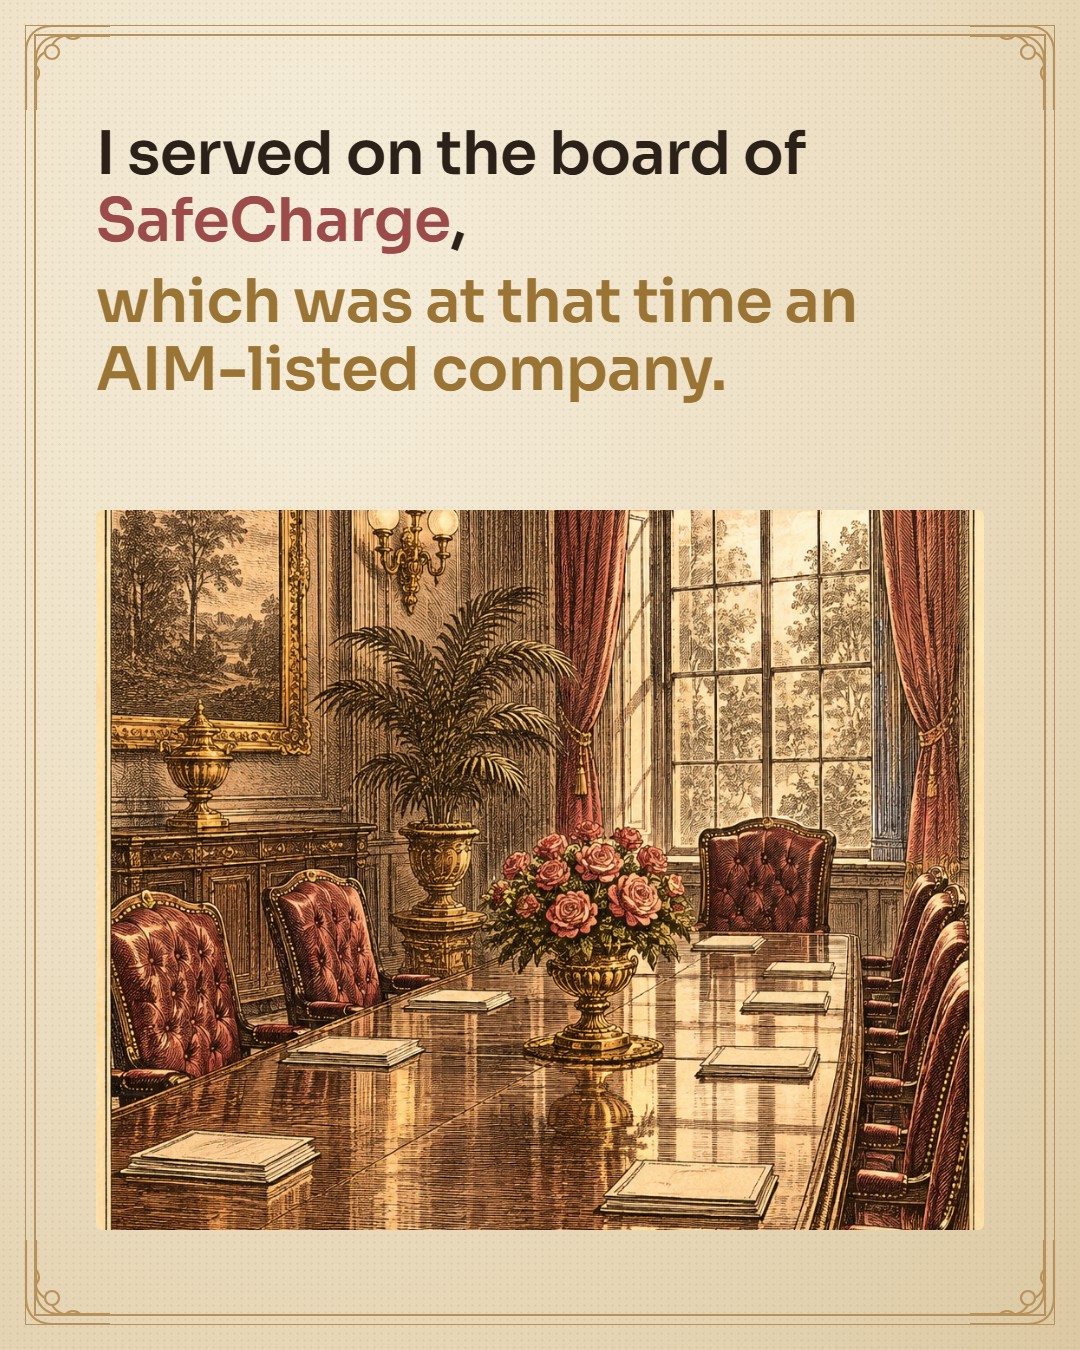 I served on the board of
SafeCharge,
which was at that time an
AIM-listed company.